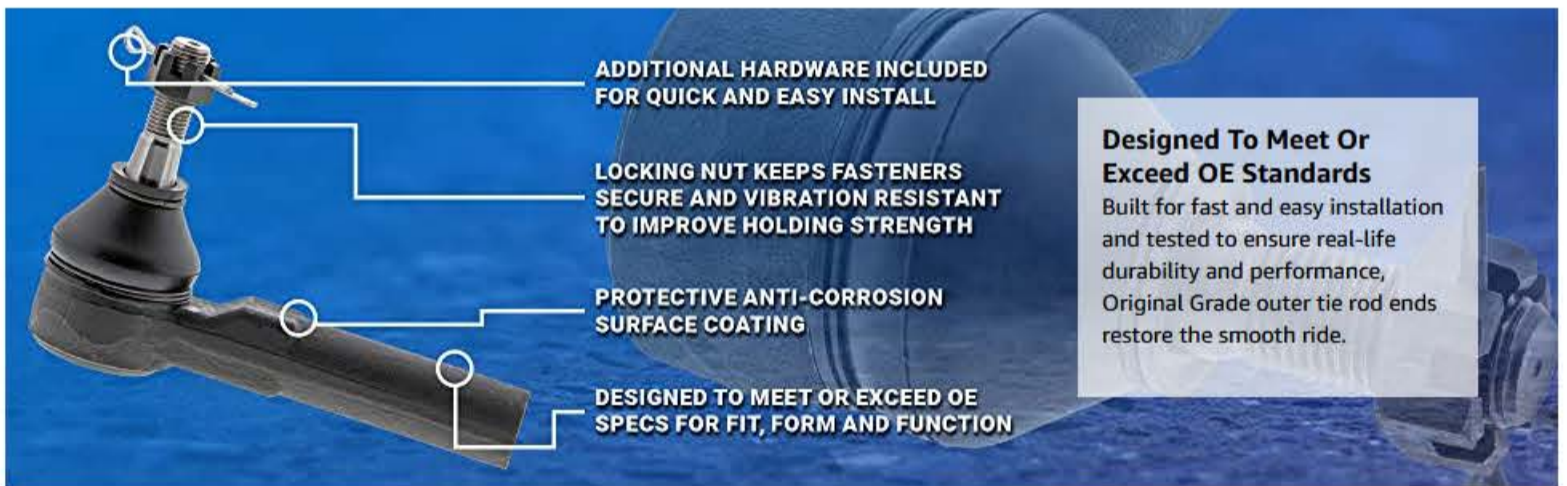 ADDITIONAL HARDWARE INCLUDED
FOR QUICK AND EASY INSTALL
LOCKING NUT KEEPS FASTENERS
SECURE AND VIBRATION RESISTANT
TO IMPROVE HOLDING STRENGTH
PROTECTIVE ANTI-CORROSION
SURFACE COATING
DESIGNED TO MEET OR EXCEED OE
SPECS FOR FIT, FORM AND FUNCTION
Designed To Meet Or
Exceed OE Standards
Built for fast and easy installation
and tested to ensure real-life
durability and performance,
Original Grade outer tie rod ends
restore the smooth ride.